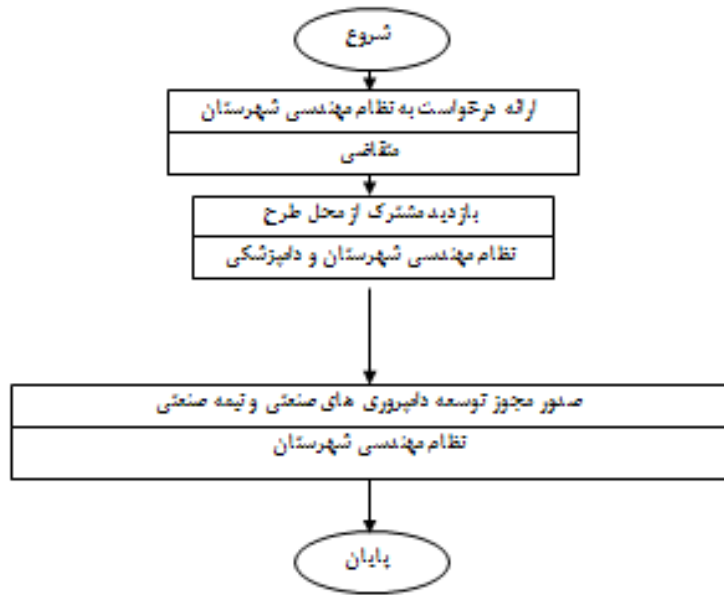 شروع
ارائه درخواست به نظام مهندسی شهرستان
متقاضی
بازدید مشترک از محل طرح
نظام مهندسی شهرستان و دامپزشکی
صدور مجوز توسعه دامپروری های صنعتی و نیمه صنعتی
نظام مهندسی شهرستان
پایان